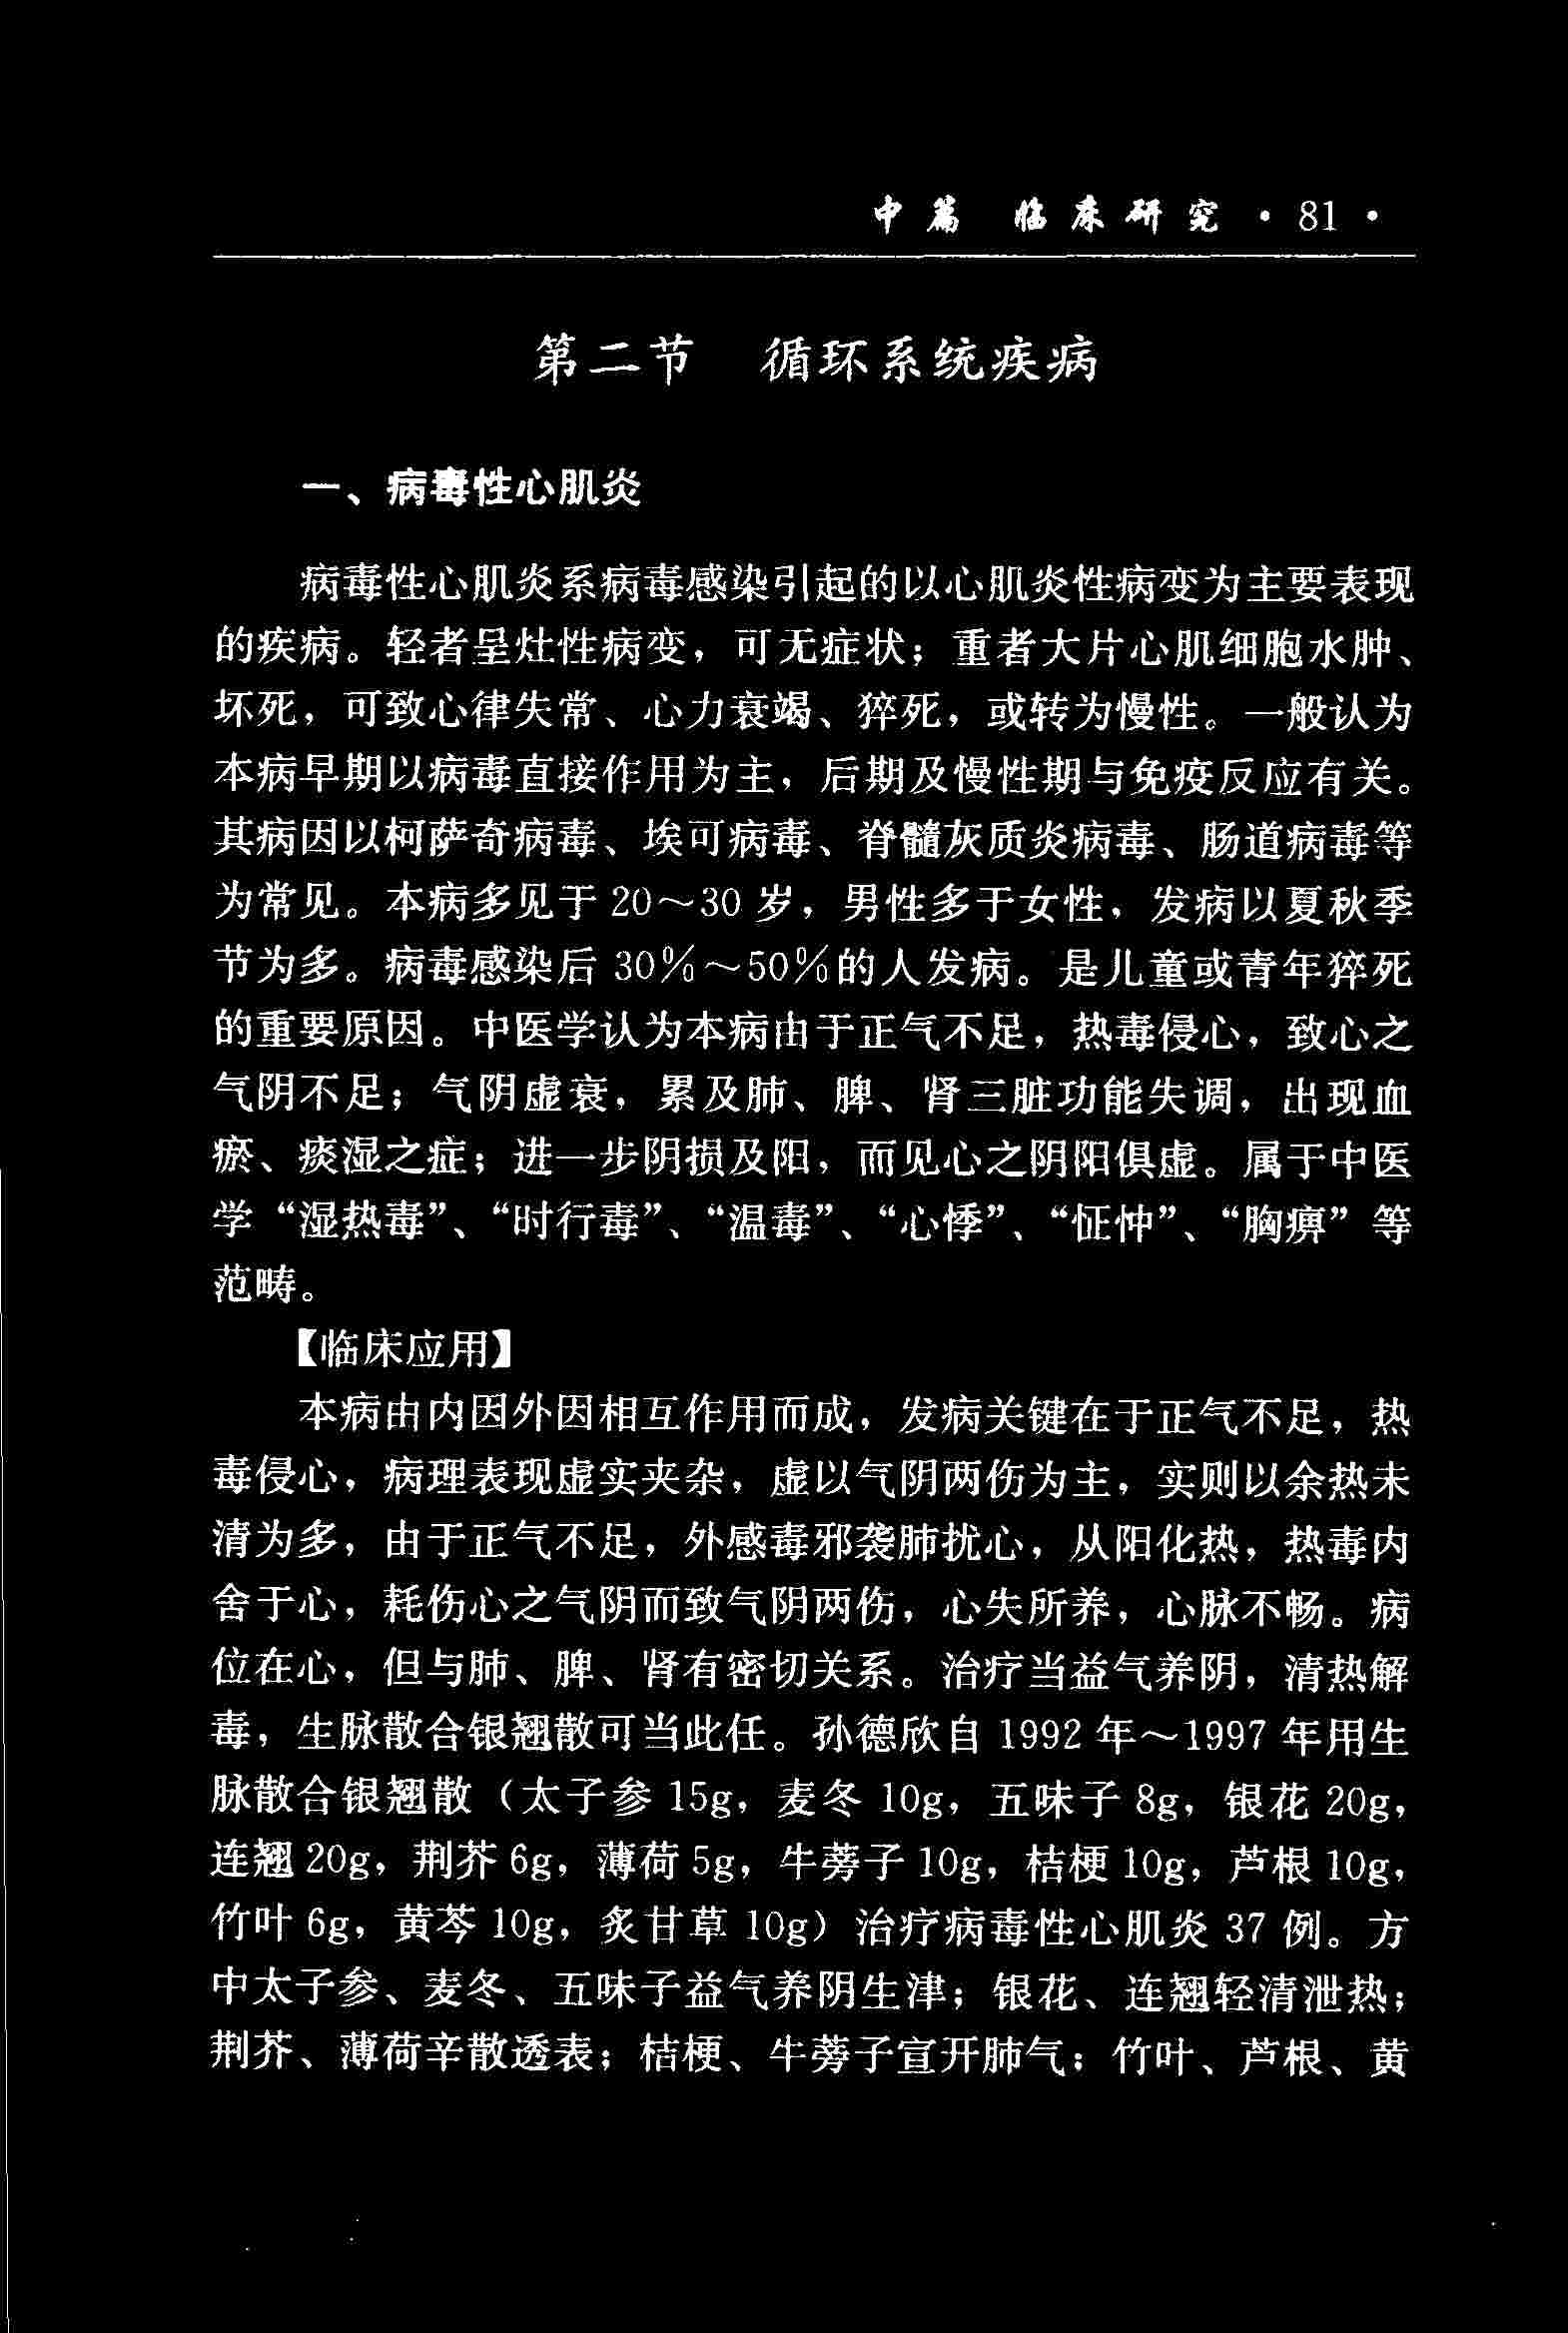 中篇 临床研究 · 81 ·
第二节 循环系统疾病
一、病毒性心肌炎
病毒性心肌炎系病毒感染引起的以心肌炎性病变为主要表现
的疾病。轻者呈灶性病变，可无症状；重者大片心肌细胞水肿、
坏死，可致心律失常、心力衰竭、猝死，或转为慢性。一般认为
本病早期以病毒直接作用为主，后期及慢性期与免疫反应有关。
其病因以柯萨奇病毒、埃可病毒、脊髓灰质炎病毒、肠道病毒等
为常见。本病多见于 20～30 岁，男性多于女性，发病以夏秋季
节为多。病毒感染后 30%～50%的人发病。是儿童或青年猝死
的重要原因。中医学认为本病由于正气不足，热毒侵心，致心之
气阴不足；气阴虚衰，累及肺、脾、肾三脏功能失调，出现血
瘀、痰湿之症；进一步阴损及阳，而见心之阴阳俱虚。属于中医
学“湿热毒”、“时行毒”、“温毒”、“心悸”、“怔忡”、“胸痹”等
范畴。
【临床应用】
本病由内因外因相互作用而成，发病关键在于正气不足，热
毒侵心，病理表现虚实夹杂，虚以气阴两伤为主，实则以余热未
清为多，由于正气不足，外感毒邪袭肺扰心，从阳化热，热毒内
舍于心，耗伤心之气阴而致气阴两伤，心失所养，心脉不畅。病
位在心，但与肺、脾、肾有密切关系。治疗当益气养阴，清热解
毒，生脉散合银翘散可当此任。孙德欣自 1992 年～1997 年用生
脉散合银翘散（太子参 15g，麦冬 10g，五味子 8g，银花 20g，
连翘 20g，荆芥 6g，薄荷 5g，牛蒡子 10g，桔梗 10g，芦根 10g，
竹叶 6g，黄芩 10g，炙甘草 10g）治疗病毒性心肌炎 37 例。方
中太子参、麦冬、五味子益气养阴生津；银花、连翘轻清泄热；
荆芥、薄荷辛散透表；桔梗、牛蒡子宣开肺气；竹叶、芦根、黄